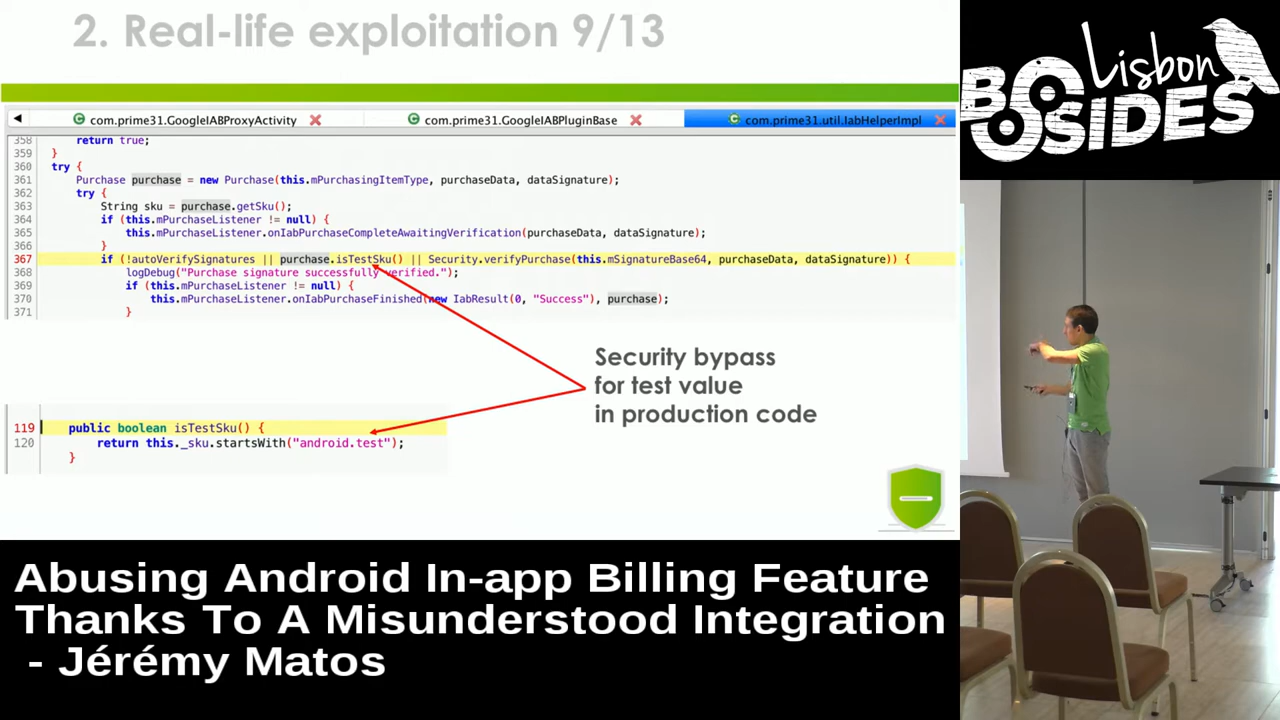 2. Real-life exploitation 9/13
com.prime31.GoogleIABProxyActivity
com.prime31.GoogleIABPluginBase
com.prime31.util.IabHelperImpl
358 return true;
359 }
360 try {
361 Purchase purchase = new Purchase(this.mPurchasingItemType, purchaseData, dataSignature);
362 try {
363 String sku = purchase.getSku();
364 if (this.mPurchaseListener != null) {
365 this.mPurchaseListener.onIabPurchaseCompleteAwaitingVerification(purchaseData, dataSignature);
366 }
367 if (!autoVerifySignatures || purchase.isTestSku() || Security.verifyPurchase(this.mSignatureBase64, purchaseData, dataSignature)) {
368 logDebug("Purchase signature successfully verified.");
369 if (this.mPurchaseListener != null) {
370 this.mPurchaseListener.onIabPurchaseFinished(new IabResult(0, "Success"), purchase);
371 }
Security bypass
for test value
in production code
119 public boolean isTestSku() {
120 return this._sku.startsWith("android.test");
}
Lisbon
BSIDES
Abusing Android In-app Billing Feature
Thanks To A Misunderstood Integration
- Jérémy Matos